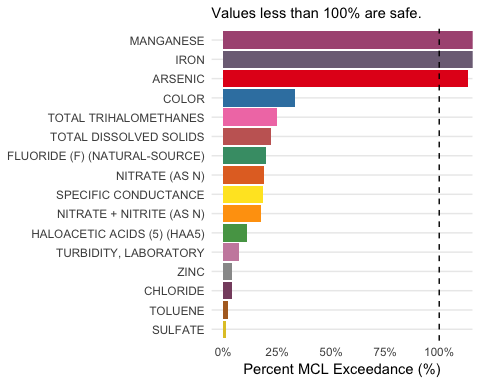 Values less than 100% are safe.
MANGANESE
IRON
ARSENIC
COLOR
TOTAL TRIHALOMETHANES
TOTAL DISSOLVED SOLIDS
FLUORIDE (F) (NATURAL-SOURCE)
NITRATE (AS N)
SPECIFIC CONDUCTANCE
NITRATE + NITRITE (AS N)
HALOACETIC ACIDS (5) (HAA5)
TURBIDITY, LABORATORY
ZINC
CHLORIDE
TOLUENE
SULFATE
0% 25% 50% 75% 100%
Percent MCL Exceedance (%)